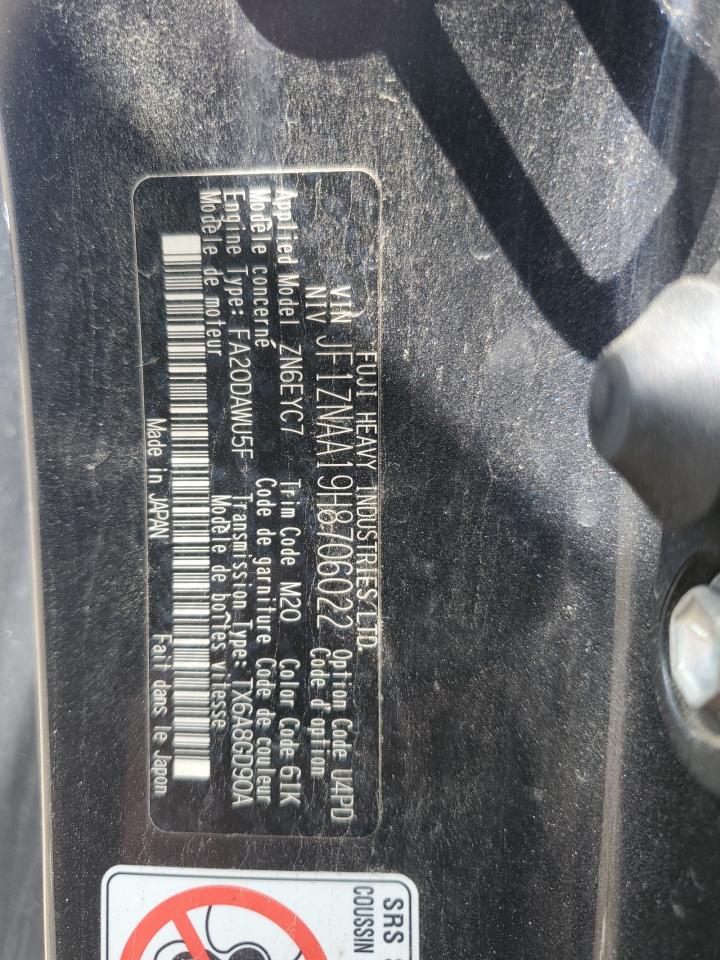 FUJI HEAVY INDUSTRIES LTD.
VIN
NIV JF1ZNAA19H8706022 Option Code U4PD
Code d'option
Applied Model ZN6EYC7 Trim Code M20 Color Code 61K
Modèle concerné Code de garniture Code de couleur
Engine Type: FA20DAWU5F Transmission Type: TX6A8GD90A
Modèle de moteur Modèle de boîtes vitesse
Made in JAPAN Fait dans le Japon
SRS
COUSSIN